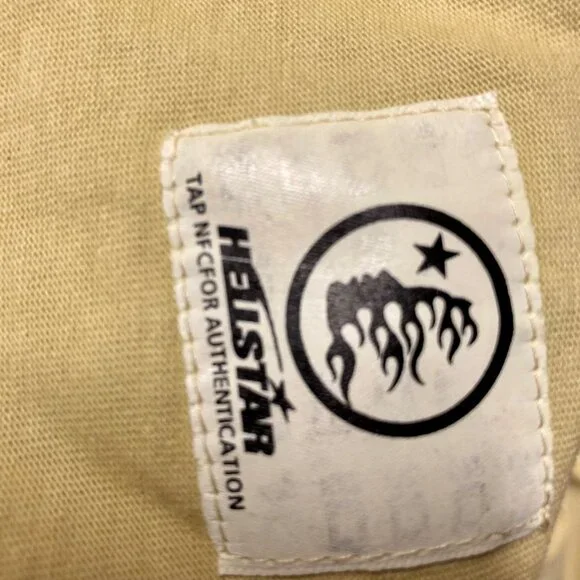 HELLSTAR
TAP NFCFOR AUTHENTICATION